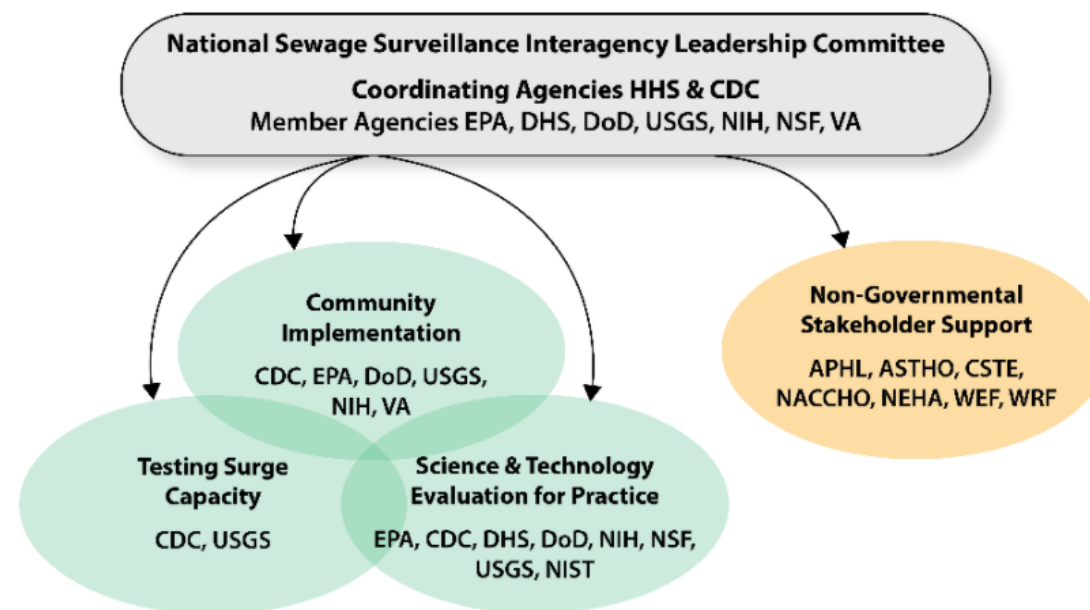 National Sewage Surveillance Interagency Leadership Committee
Coordinating Agencies HHS & CDC
Member Agencies EPA, DHS, DoD, USGS, NIH, NSF, VA
Community
Implementation
CDC, EPA, DoD, USGS,
NIH, VA
Non-Governmental
Stakeholder Support
APHL, ASTHO, CSTE,
NACCHO, NEHA, WEF, WRF
Testing Surge
Capacity
CDC, USGS
Science & Technology
Evaluation for Practice
EPA, CDC, DHS, DoD, NIH, NSF,
USGS, NIST